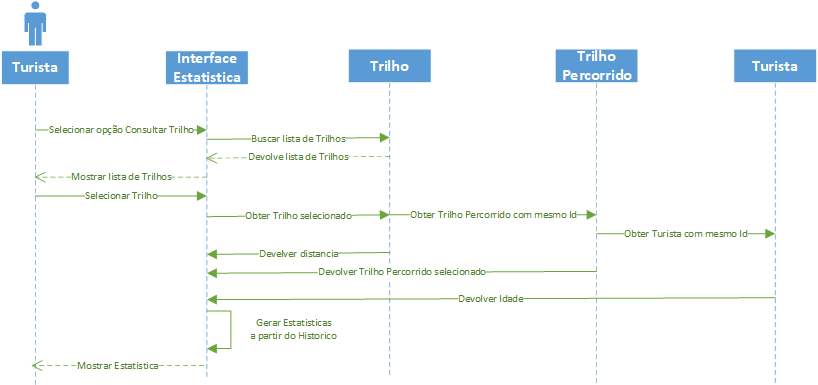 Turista
Interface
Estatistica
Trilho
Trilho
Percorrido
Turista
Selecionar opção Consultar Trilho
Buscar lista de Trilhos
Devolve lista de Trilhos
Mostrar lista de Trilhos
Selecionar Trilho
Obter Trilho selecionado
Obter Trilho Percorrido com mesmo Id
Obter Turista com mesmo Id
Develver distancia
Devolver Trilho Percorrido selecionado
Devolver Idade
Gerar Estatisticas
a partir do Historico
Mostrar Estatistica